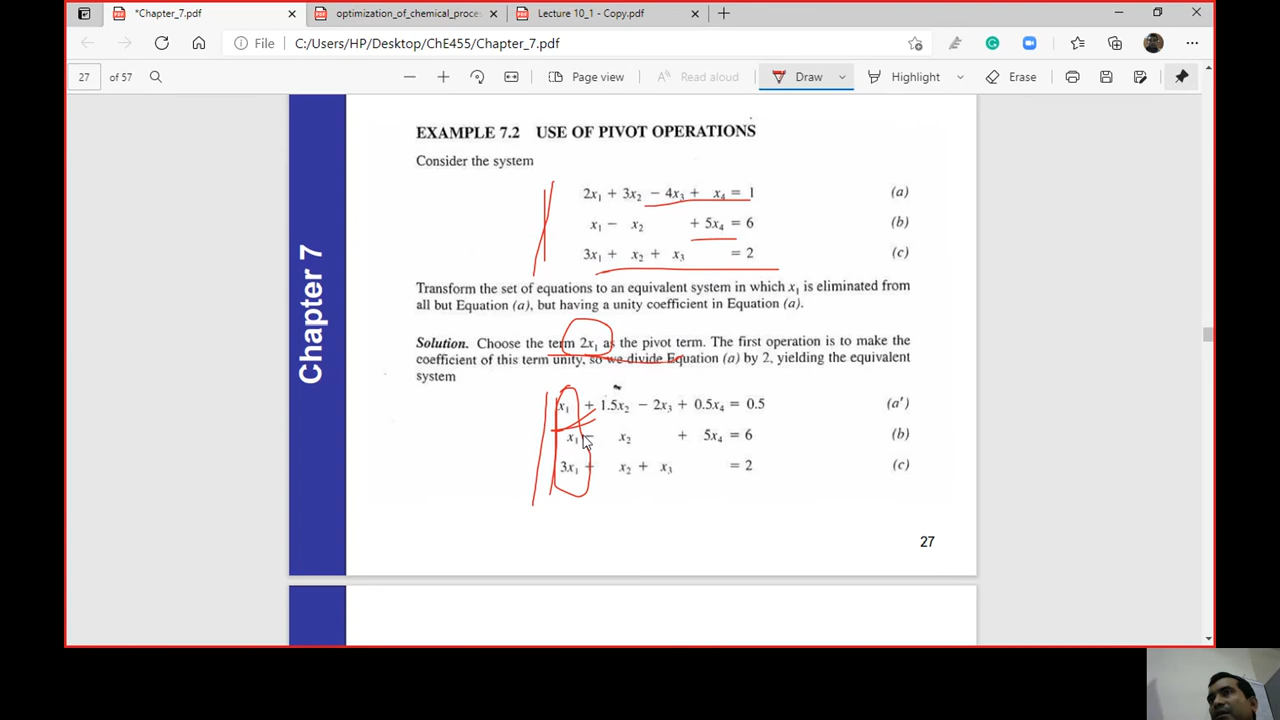 *Chapter_7.pdf
optimization_of_chemical_proce
Lecture 10_1 - Copy.pdf
File
C:/Users/HP/Desktop/ChE455/Chapter_7.pdf
27
of 57
Page view
Read aloud
Draw
Highlight
Erase
EXAMPLE 7.2 USE OF PIVOT OPERATIONS
Consider the system
2x₁ + 3x₂ − 4x₃ + x₄ = 1 (a)
x₁ − x₂ + 5x₄ = 6 (b)
3x₁ + x₂ + x₃ = 2 (c)
Transform the set of equations to an equivalent system in which x₁ is eliminated from
all but Equation (a), but having a unity coefficient in Equation (a).
Solution. Choose the term 2x₁ as the pivot term. The first operation is to make the
coefficient of this term unity, so we divide Equation (a) by 2, yielding the equivalent
system
x₁ + 1.5x₂ − 2x₃ + 0.5x₄ = 0.5 (a′)
x₁ − x₂ + 5x₄ = 6 (b)
3x₁ + x₂ + x₃ = 2 (c)
27
Chapter 7